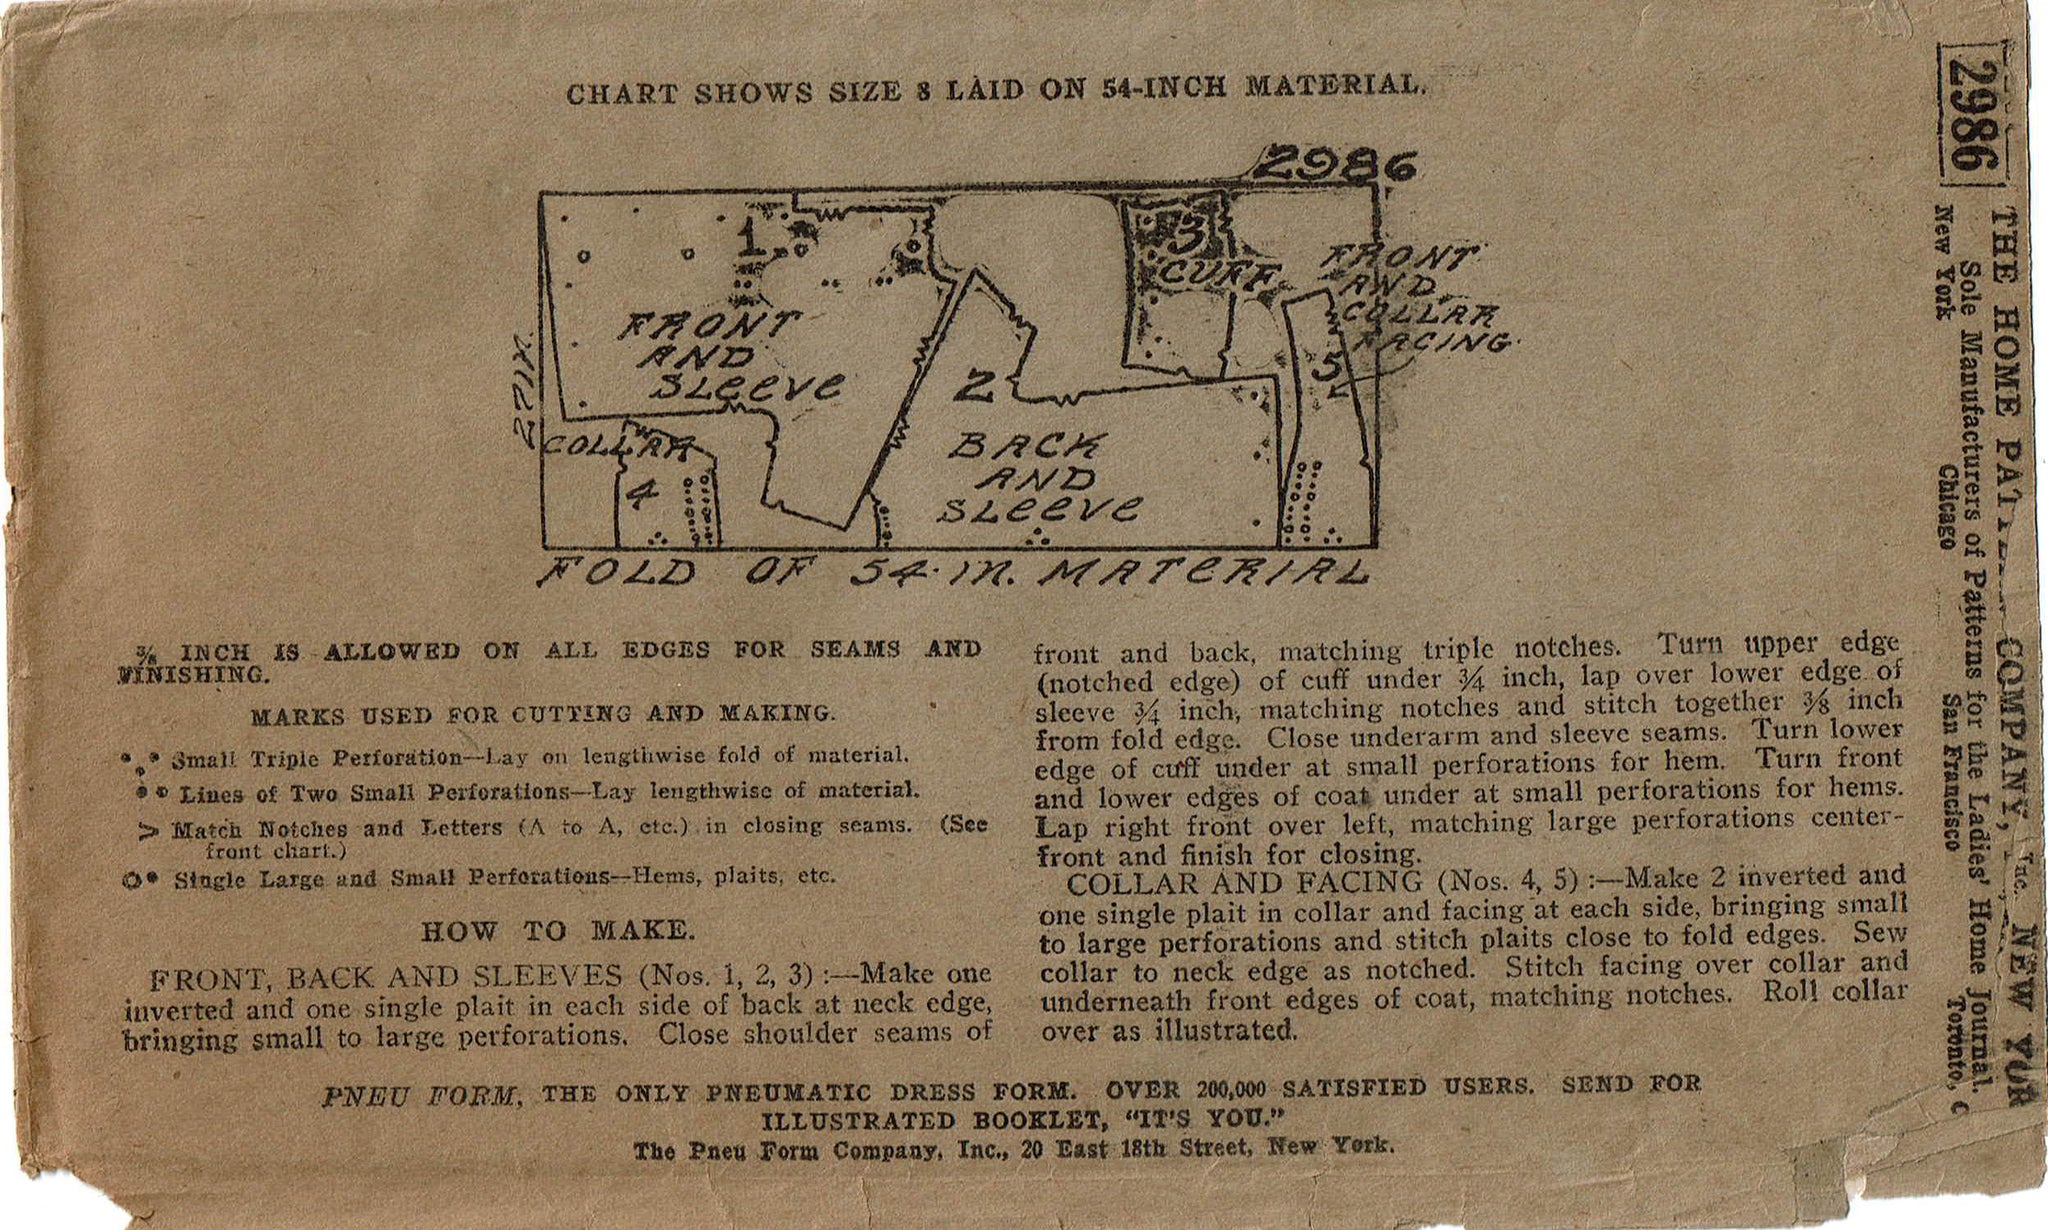 CHART SHOWS SIZE 8 LAID ON 54-INCH MATERIAL.
2986
1
FRONT
AND
SLEEVE
27 IN.
COLLAR
4
2
BACK
AND
SLEEVE
3
CUFF
FRONT
AND
COLLAR
FACING
5
FOLD OF 54-IN. MATERIAL
⅜ INCH IS ALLOWED ON ALL EDGES FOR SEAMS AND
FINISHING.
MARKS USED FOR CUTTING AND MAKING.
Small Triple Perforation—Lay on lengthwise fold of material.
Lines of Two Small Perforations—Lay lengthwise of material.
Match Notches and Letters (A to A, etc.) in closing seams. (See
front chart.)
Single Large and Small Perforations—Hems, plaits, etc.
HOW TO MAKE.
FRONT, BACK AND SLEEVES (Nos. 1, 2, 3) :—Make one
inverted and one single plait in each side of back at neck edge,
bringing small to large perforations. Close shoulder seams of
front and back, matching triple notches. Turn upper edge
(notched edge) of cuff under ¾ inch, lap over lower edge of
sleeve ¾ inch, matching notches and stitch together ⅜ inch
from fold edge. Close underarm and sleeve seams. Turn lower
edge of cuff under at small perforations for hem. Turn front
and lower edges of coat under at small perforations for hems.
Lap right front over left, matching large perforations center-
front and finish for closing.
COLLAR AND FACING (Nos. 4, 5) :—Make 2 inverted and
one single plait in collar and facing at each side, bringing small
to large perforations and stitch plaits close to fold edges. Sew
collar to neck edge as notched. Stitch facing over collar and
underneath front edges of coat, matching notches. Roll collar
over as illustrated.
PNEU FORM, THE ONLY PNEUMATIC DRESS FORM. OVER 200,000 SATISFIED USERS. SEND FOR
ILLUSTRATED BOOKLET, "IT'S YOU."
The Pneu Form Company, Inc., 20 East 18th Street, New York.
2986
THE HOME PATTERN COMPANY, Inc. NEW YOR
Sole Manufacturers of Patterns for the Ladies' Home Journal.
New York Chicago San Francisco Toronto, C